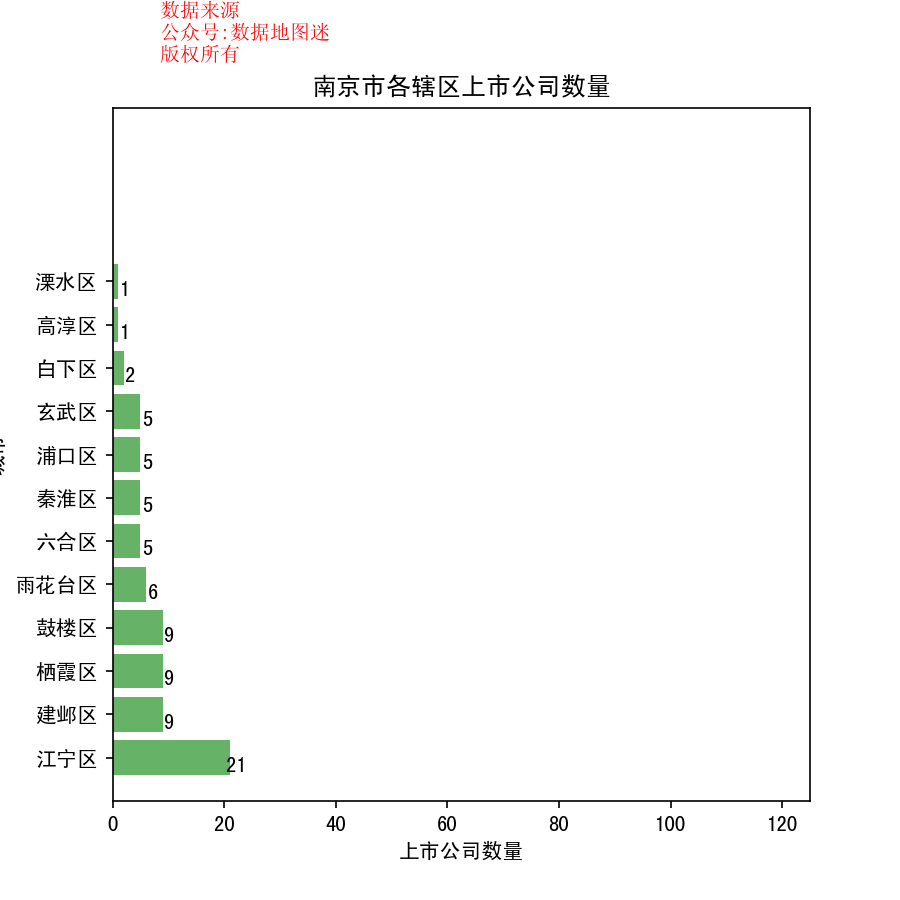 数据来源
公众号:数据地图迷
版权所有
南京市各辖区上市公司数量
溧水区 1
高淳区 1
白下区 2
玄武区 5
浦口区 5
秦淮区 5
六合区 5
雨花台区 6
鼓楼区 9
栖霞区 9
建邺区 9
江宁区 21
0 20 40 60 80 100 120
上市公司数量